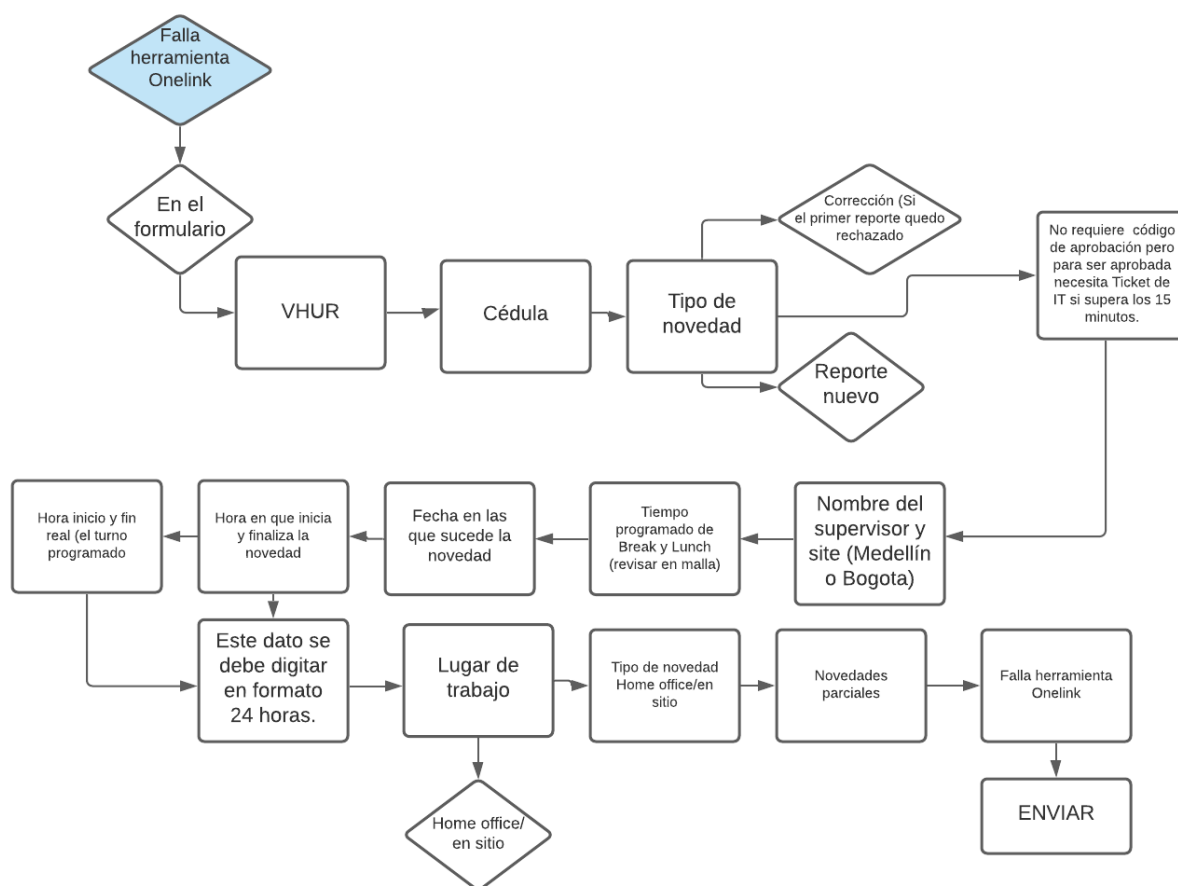 Falla
herramienta
Onelink
En el
formulario
VHUR
Cédula
Tipo de
novedad
Corrección (Si
el primer reporte quedo
rechazado
Reporte
nuevo
No requiere código
de aprobación pero
para ser aprobada
necesita Ticket de
IT si supera los 15
minutos.
Nombre del
supervisor y
site (Medellín
o Bogota)
Tiempo
programado de
Break y Lunch
(revisar en malla)
Fecha en las
que sucede la
novedad
Hora en que inicia
y finaliza la
novedad
Hora inicio y fin
real (el turno
programado
Este dato se
debe digitar
en formato
24 horas.
Lugar de
trabajo
Home office/
en sitio
Tipo de novedad
Home office/en
sitio
Novedades
parciales
Falla herramienta
Onelink
ENVIAR